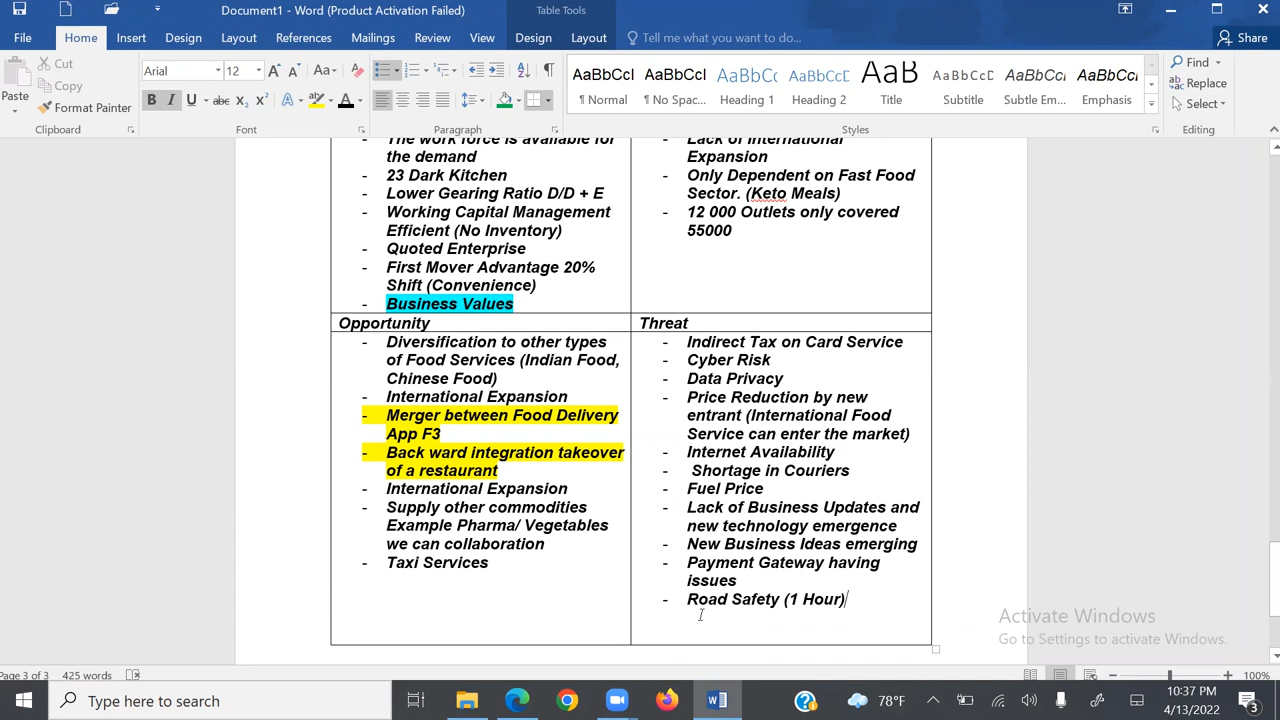 Document1 - Word (Product Activation Failed)
Table Tools
File
Home
Insert
Design
Layout
References
Mailings
Review
View
Design
Layout
Tell me what you want to do...
Share
Paste
Cut
Copy
Format Painter
Clipboard
Arial
12
Font
Paragraph
AaBbCcI
¶ Normal
AaBbCcI
¶ No Spac...
AaBbCc
Heading 1
AaBbCcI
Heading 2
AaB
Title
AaBbCcD
Subtitle
AaBbCcD
Subtle Em...
AaBbCcD
Emphasis
Styles
Find
Replace
Select
Editing
- The work force is available for
the demand
- 23 Dark Kitchen
- Lower Gearing Ratio D/D + E
- Working Capital Management
Efficient (No Inventory)
- Quoted Enterprise
- First Mover Advantage 20%
Shift (Convenience)
- Business Values
- Lack of International
Expansion
- Only Dependent on Fast Food
Sector. (Keto Meals)
- 12 000 Outlets only covered
55000
Opportunity
- Diversification to other types
of Food Services (Indian Food,
Chinese Food)
- International Expansion
- Merger between Food Delivery
App F3
- Back ward integration takeover
of a restaurant
- International Expansion
- Supply other commodities
Example Pharma/ Vegetables
we can collaboration
- Taxi Services
Threat
- Indirect Tax on Card Service
- Cyber Risk
- Data Privacy
- Price Reduction by new
entrant (International Food
Service can enter the market)
- Internet Availability
- Shortage in Couriers
- Fuel Price
- Lack of Business Updates and
new technology emergence
- New Business Ideas emerging
- Payment Gateway having
issues
- Road Safety (1 Hour)
Activate Windows
Go to Settings to activate Windows.
Page 3 of 3
425 words
100%
Type here to search
78°F
10:37 PM
4/13/2022
3